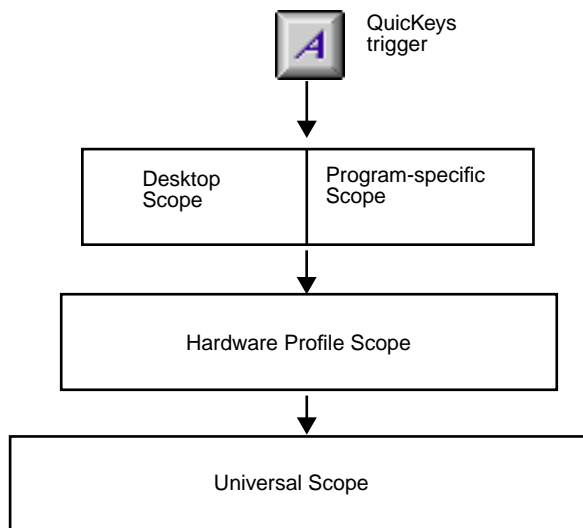 A
QuicKeys
trigger
Desktop
Scope
Program-specific
Scope
Hardware Profile Scope
Universal Scope